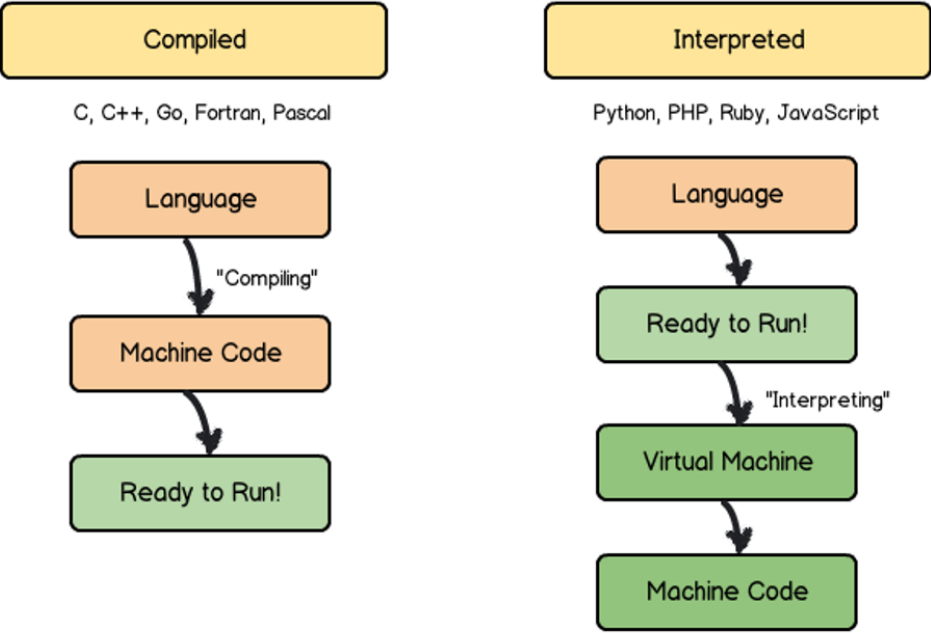 Compiled
C, C++, Go, Fortran, Pascal
Language
"Compiling"
Machine Code
Ready to Run!
Interpreted
Python, PHP, Ruby, JavaScript
Language
Ready to Run!
"Interpreting"
Virtual Machine
Machine Code